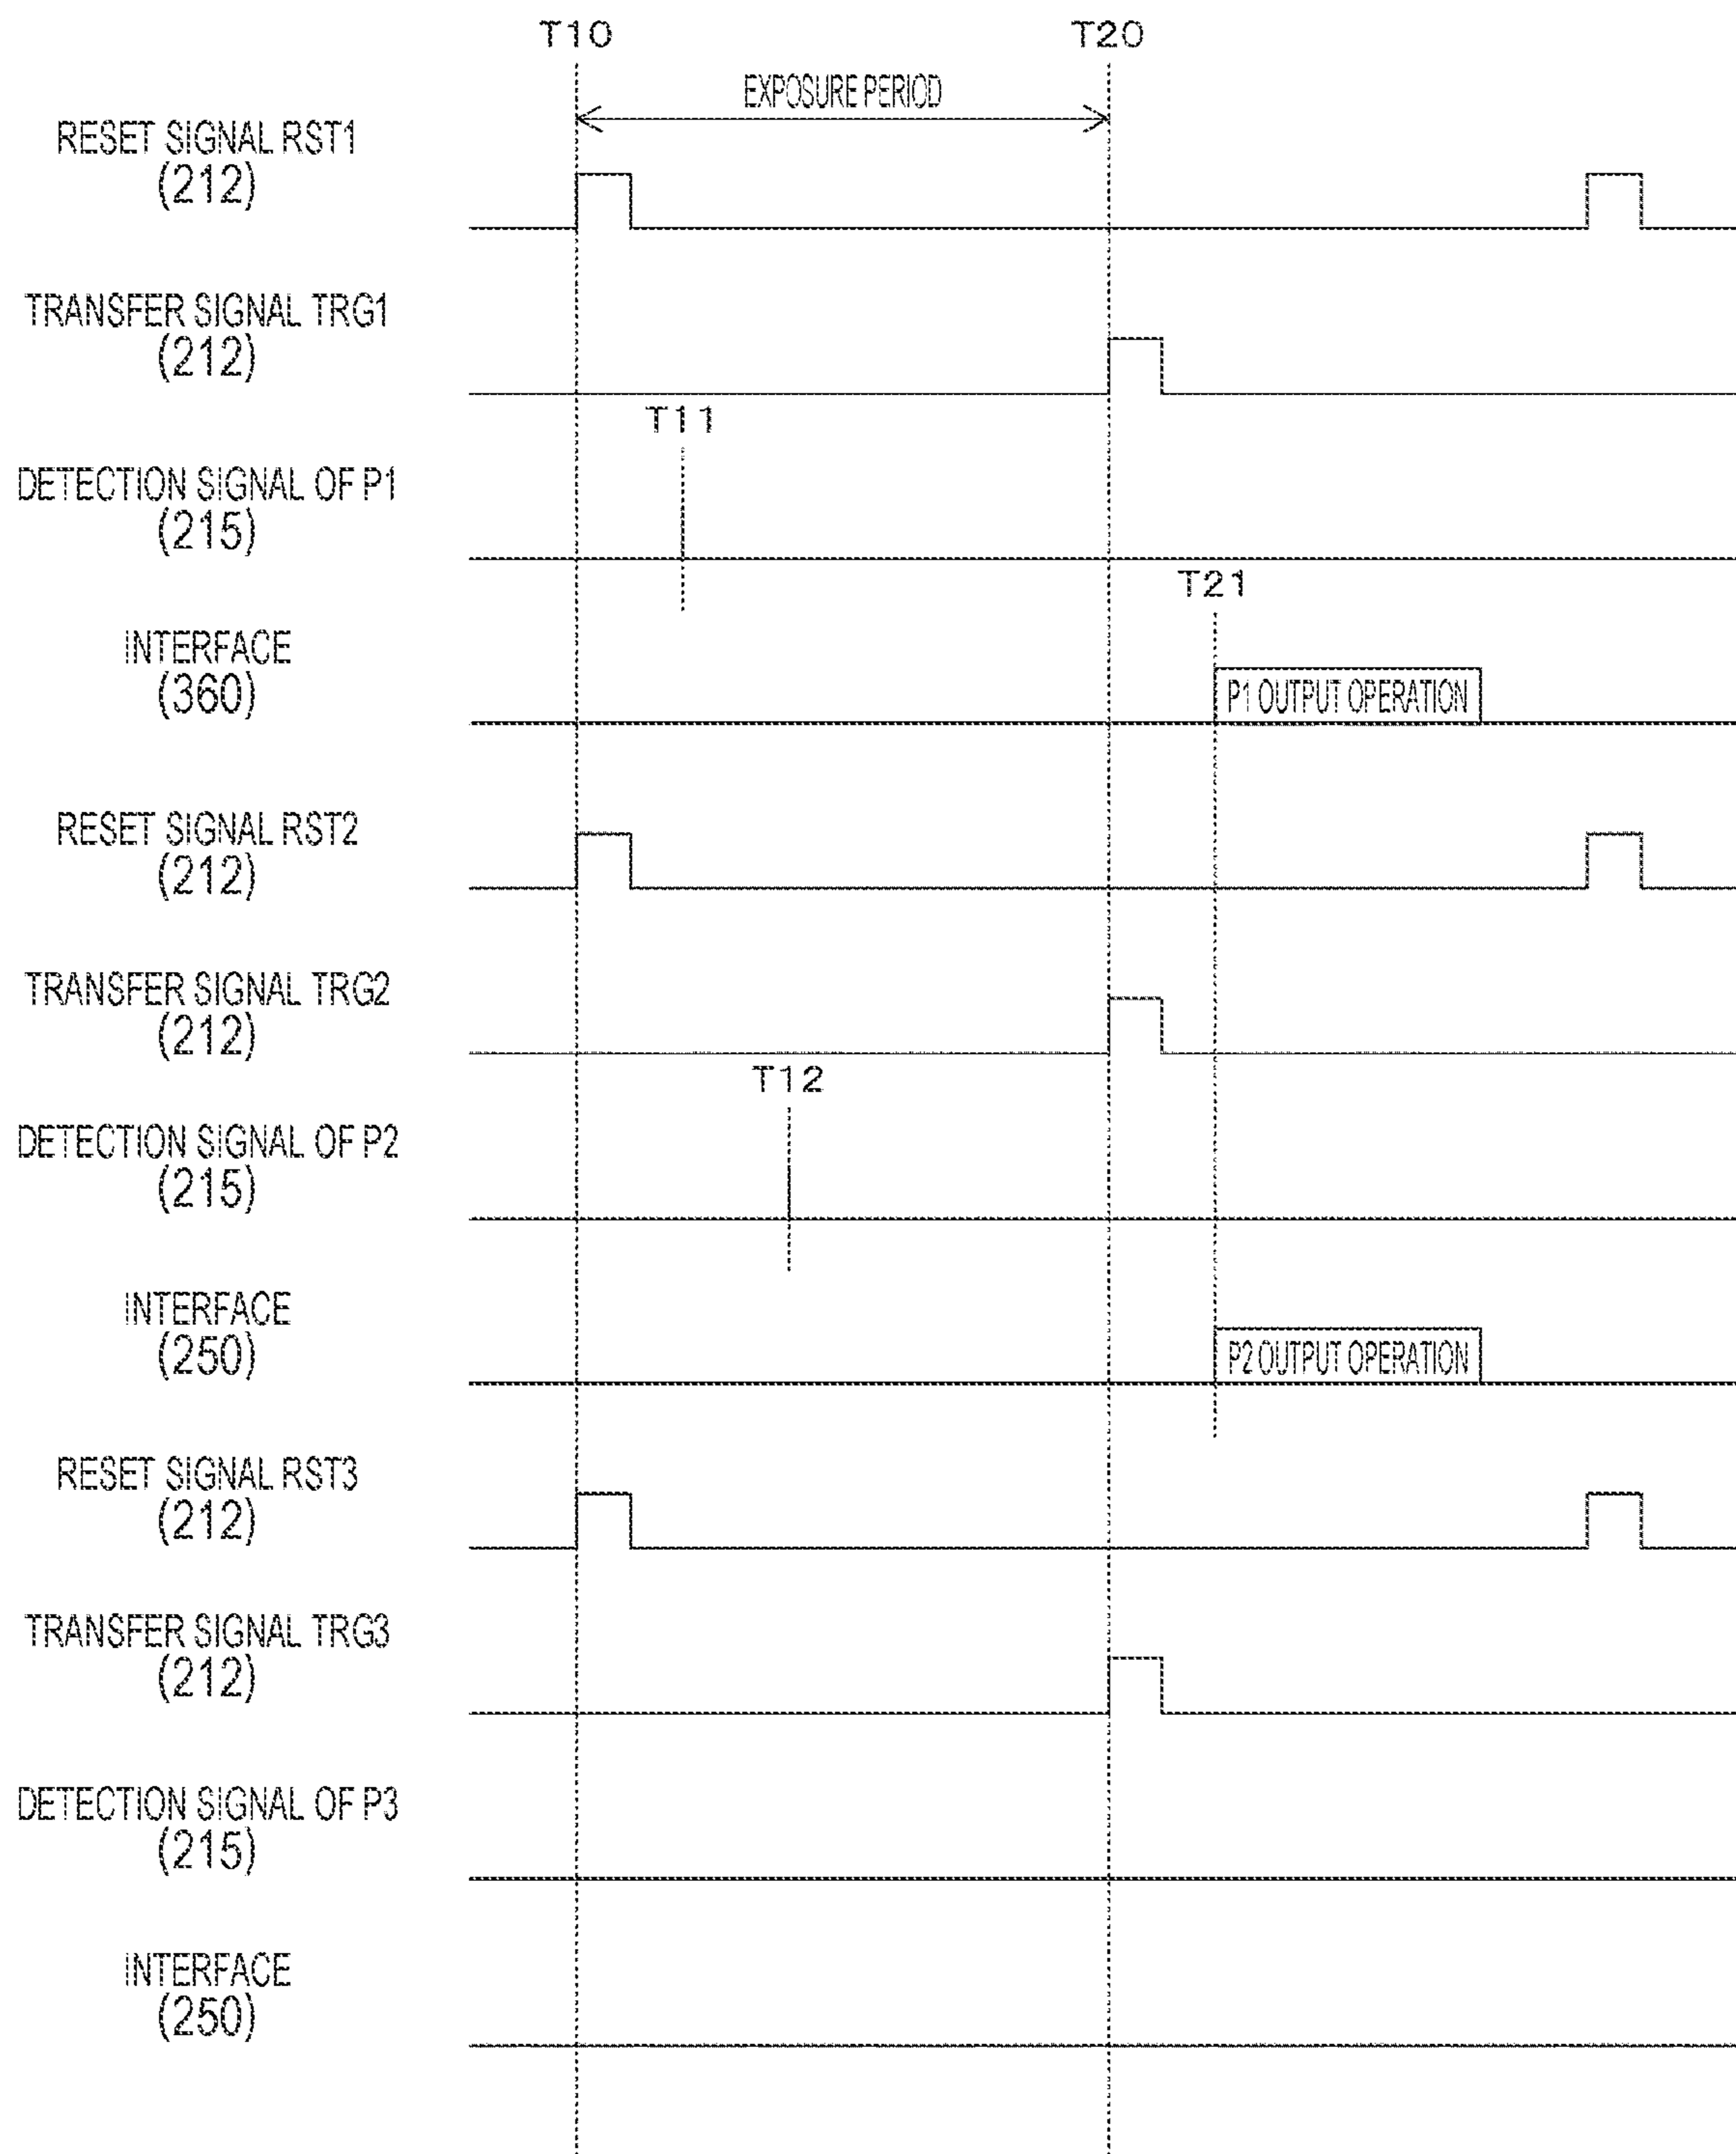 T10 T20
EXPOSURE PERIOD
RESET SIGNAL RST1
(212)
TRANSFER SIGNAL TRG1
(212)
T11
DETECTION SIGNAL OF P1
(215)
T21
INTERFACE
(360)
P1 OUTPUT OPERATION
RESET SIGNAL RST2
(212)
TRANSFER SIGNAL TRG2
(212)
T12
DETECTION SIGNAL OF P2
(215)
INTERFACE
(250)
P2 OUTPUT OPERATION
RESET SIGNAL RST3
(212)
TRANSFER SIGNAL TRG3
(212)
DETECTION SIGNAL OF P3
(215)
INTERFACE
(250)